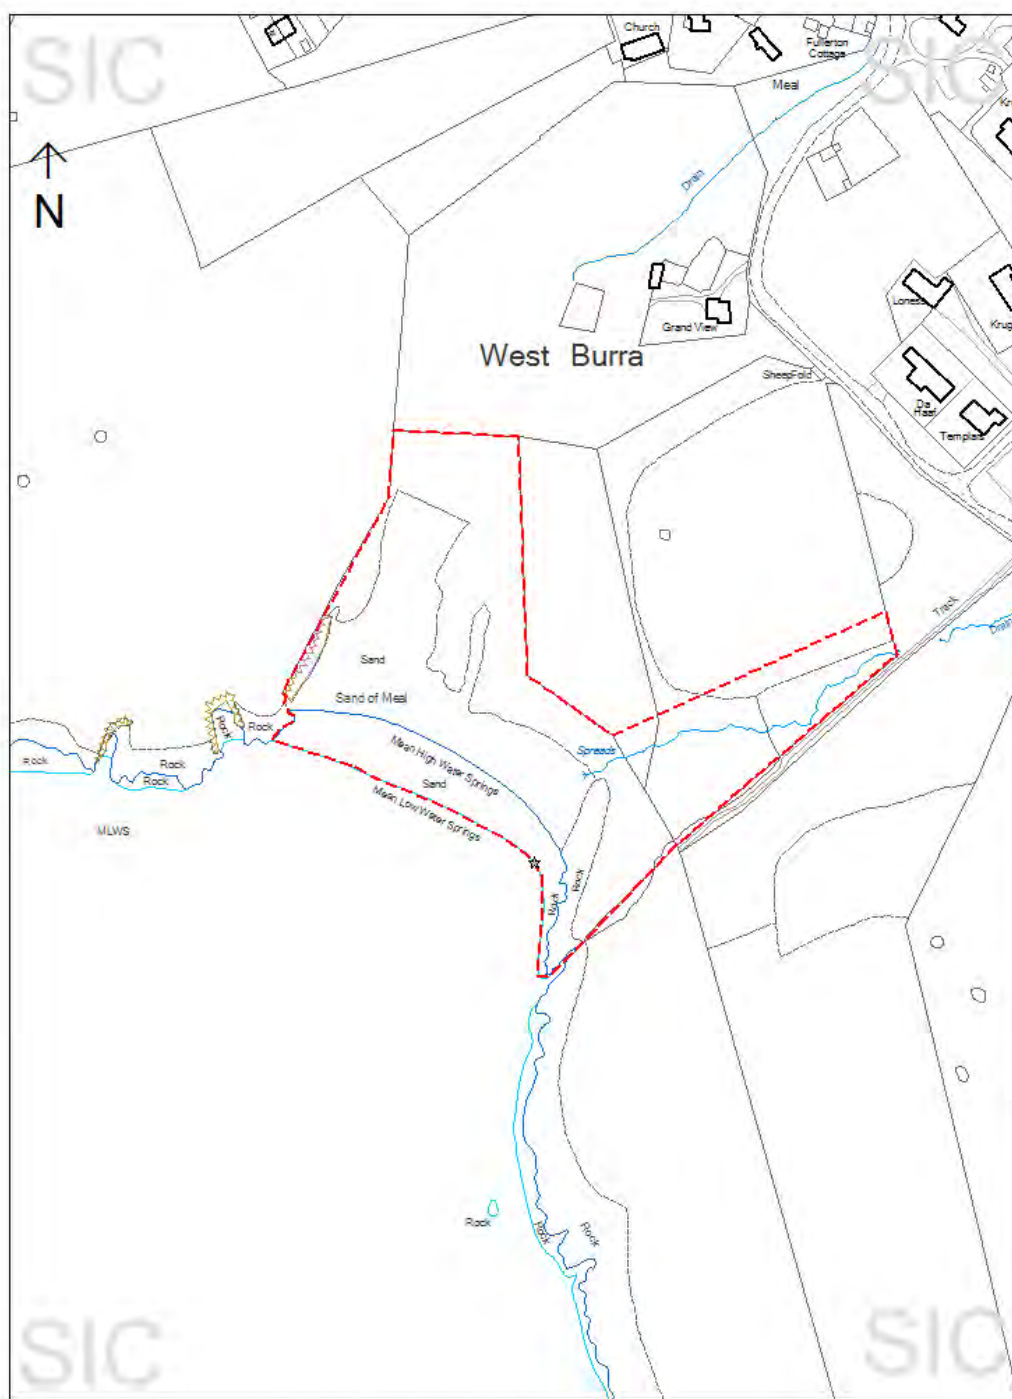 SIC
SIC
Church
Fullerton
Cottage
Meal
N
Drain
Grand View
West Burra
Sheepfold
Da
Haaf
Templars
Track
Drain
Sand
Sand of Meal
Mean High Water Springs
Sand
Mean Low Water Springs
Spreads
Rock
Rock
Rock
Rock
Rock
MLWS
Rock
Rock
Rock
Rock
Rock
SIC
SIC